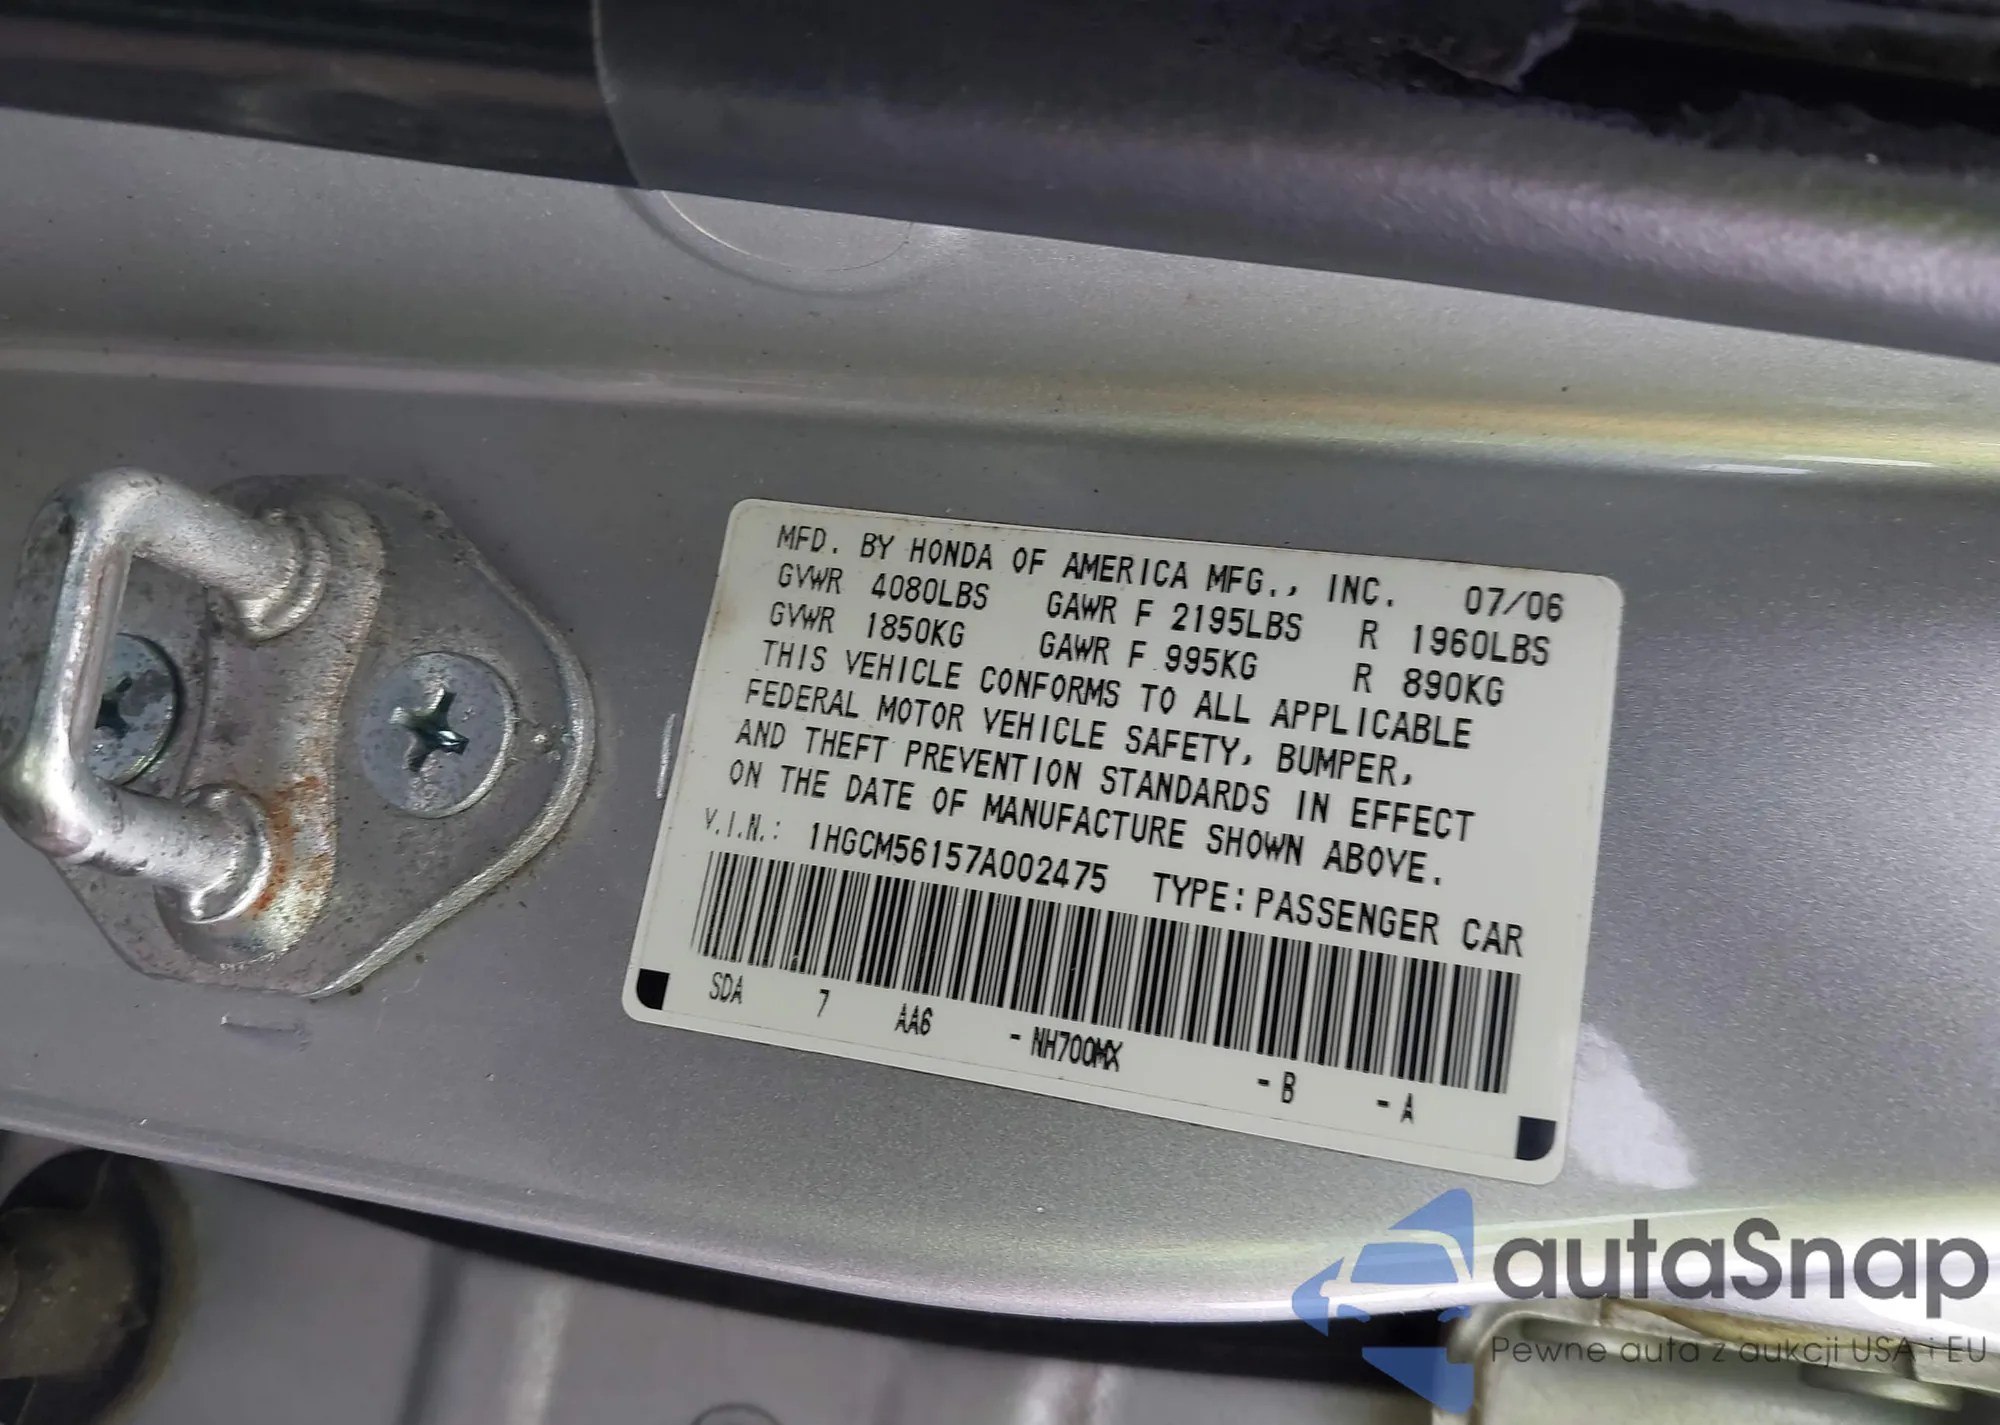 MFD. BY HONDA OF AMERICA MFG., INC. 07/06
GVWR 4080LBS GAWR F 2195LBS R 1960LBS
GVWR 1850KG GAWR F 995KG R 890KG
THIS VEHICLE CONFORMS TO ALL APPLICABLE
FEDERAL MOTOR VEHICLE SAFETY, BUMPER,
AND THEFT PREVENTION STANDARDS IN EFFECT
ON THE DATE OF MANUFACTURE SHOWN ABOVE.
V.I.N.: 1HGCM56157A002475 TYPE: PASSENGER CAR
SDA 7 AA6 - NH700MX - B - A
autaSnap
Pewne auta z aukcji USA i EU